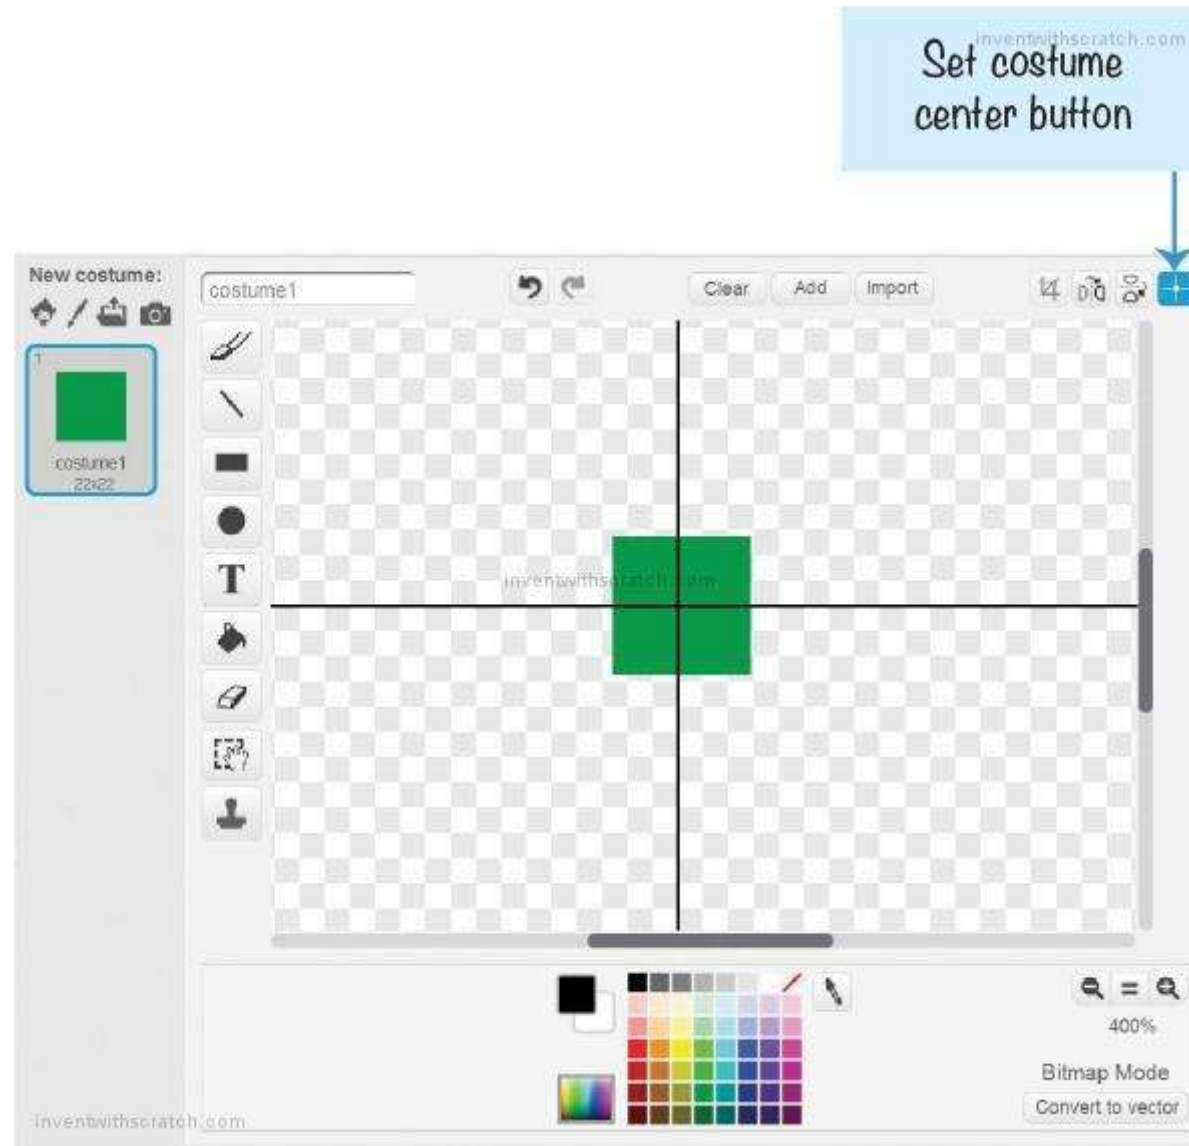 inventwithscratch.com
Set costume
center button
New costume:
costume1
Clear
Add
Import
1
costume1
22x22
T
inventwithscratch.com
400%
Bitmap Mode
Convert to vector
inventwithscratch.com